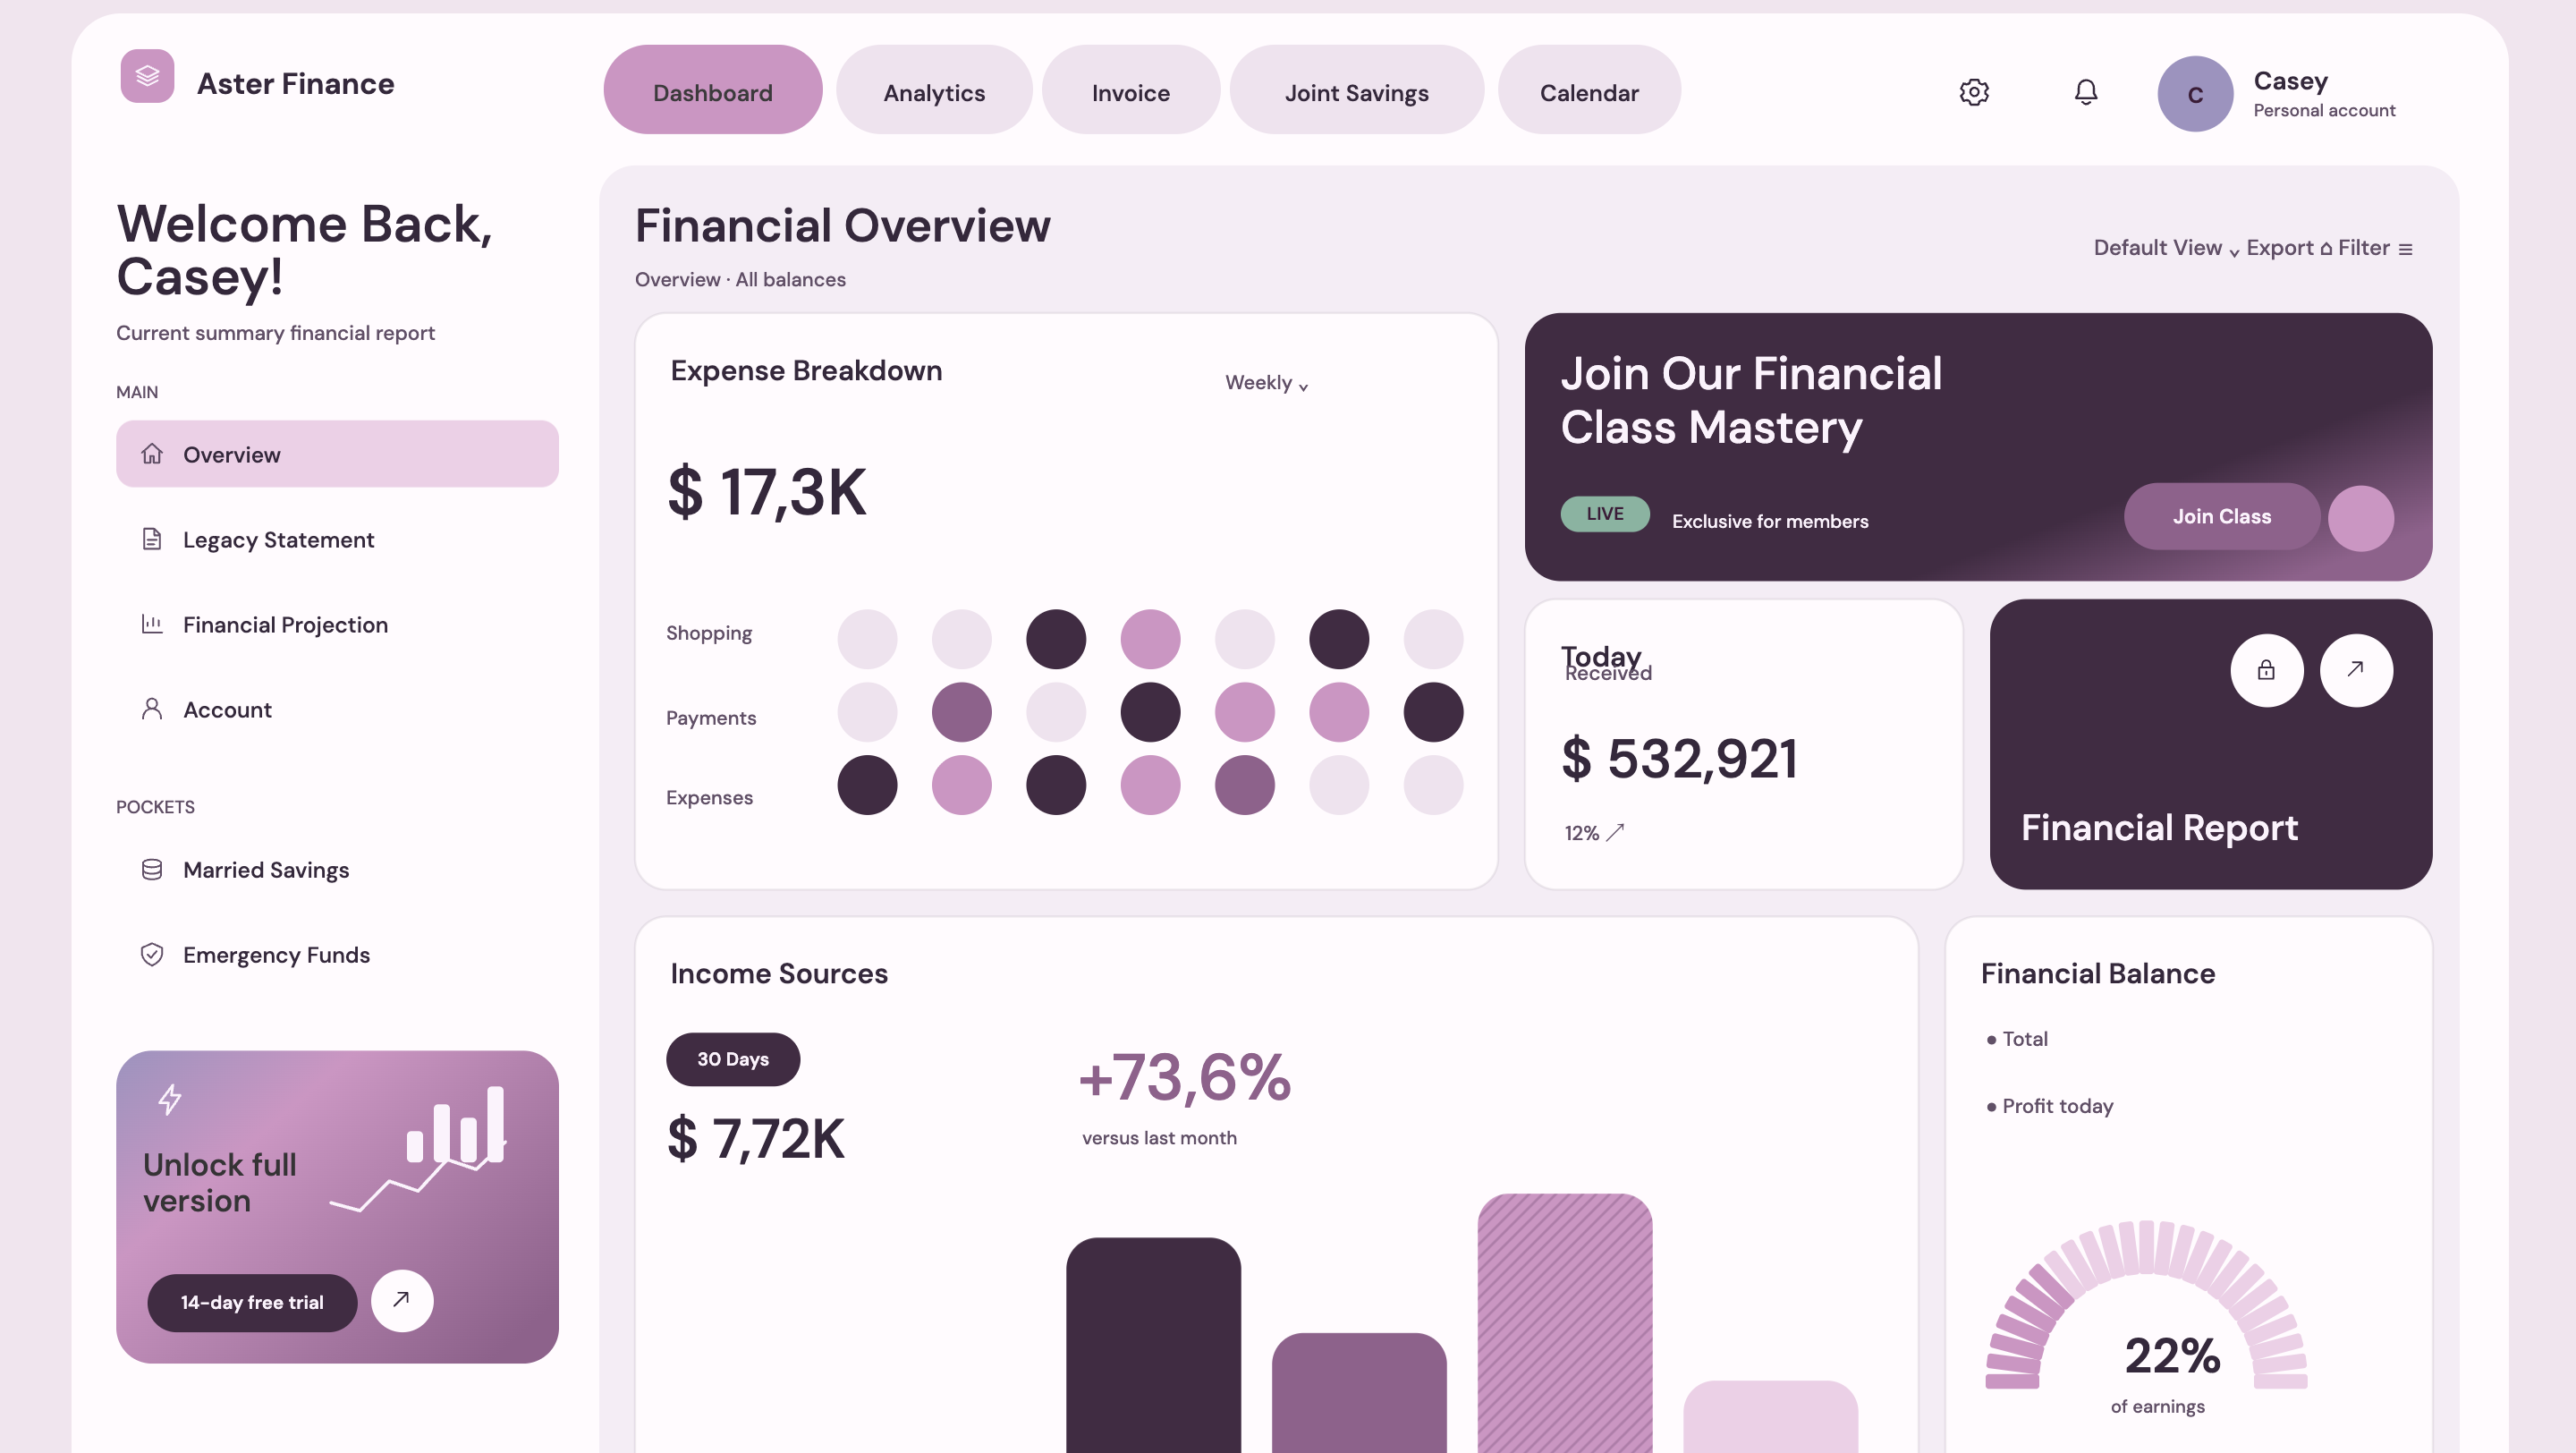 Aster Finance
Dashboard
Analytics
Invoice
Joint Savings
Calendar
C
Casey
Personal account
Welcome Back,
Casey!
Current summary financial report
MAIN
Overview
Legacy Statement
Financial Projection
Account
POCKETS
Married Savings
Emergency Funds
Unlock full
version
14-day free trial
Financial Overview
Overview · All balances
Default View Export Filter
Expense Breakdown
Weekly
$ 17,3K
Shopping
Payments
Expenses
Join Our Financial
Class Mastery
LIVE
Exclusive for members
Join Class
Today
Received
$ 532,921
12%
Financial Report
Income Sources
30 Days
$ 7,72K
+73,6%
versus last month
Financial Balance
Total
Profit today
22%
of earnings